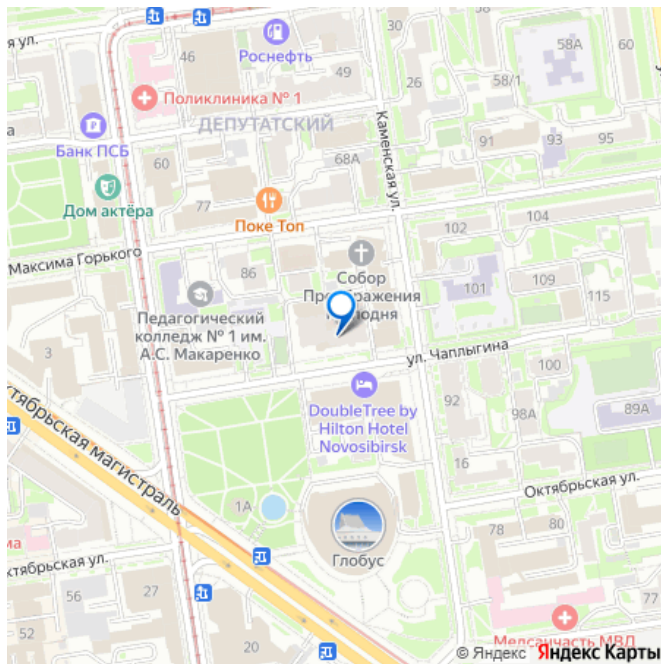 ая ул.
46
Роснефть
49
30
26
58А
60
58/1
Поликлиника № 1
ДЕПУТАТСКИЙ
Каменская ул.
Банк ПСБ
60
68А
91
93
95
Дом актёра
77
Поке Топ
104
102
Максима Горького
86
Собор
Преображения
Господня
101
109
115
Педагогический
колледж № 1 им.
А.С. Макаренко
3
ул. Чаплыгина
100
DoubleTree by
Hilton Hotel
Novosibirsk
92
98А
89А
Октябрьская магистраль
16
Октябрьская ул.
1А
78
80
Глобус
ктябрьская ул.
56
27
52
20
Медсанчасть МВД
© Яндекс Яндекс Карты